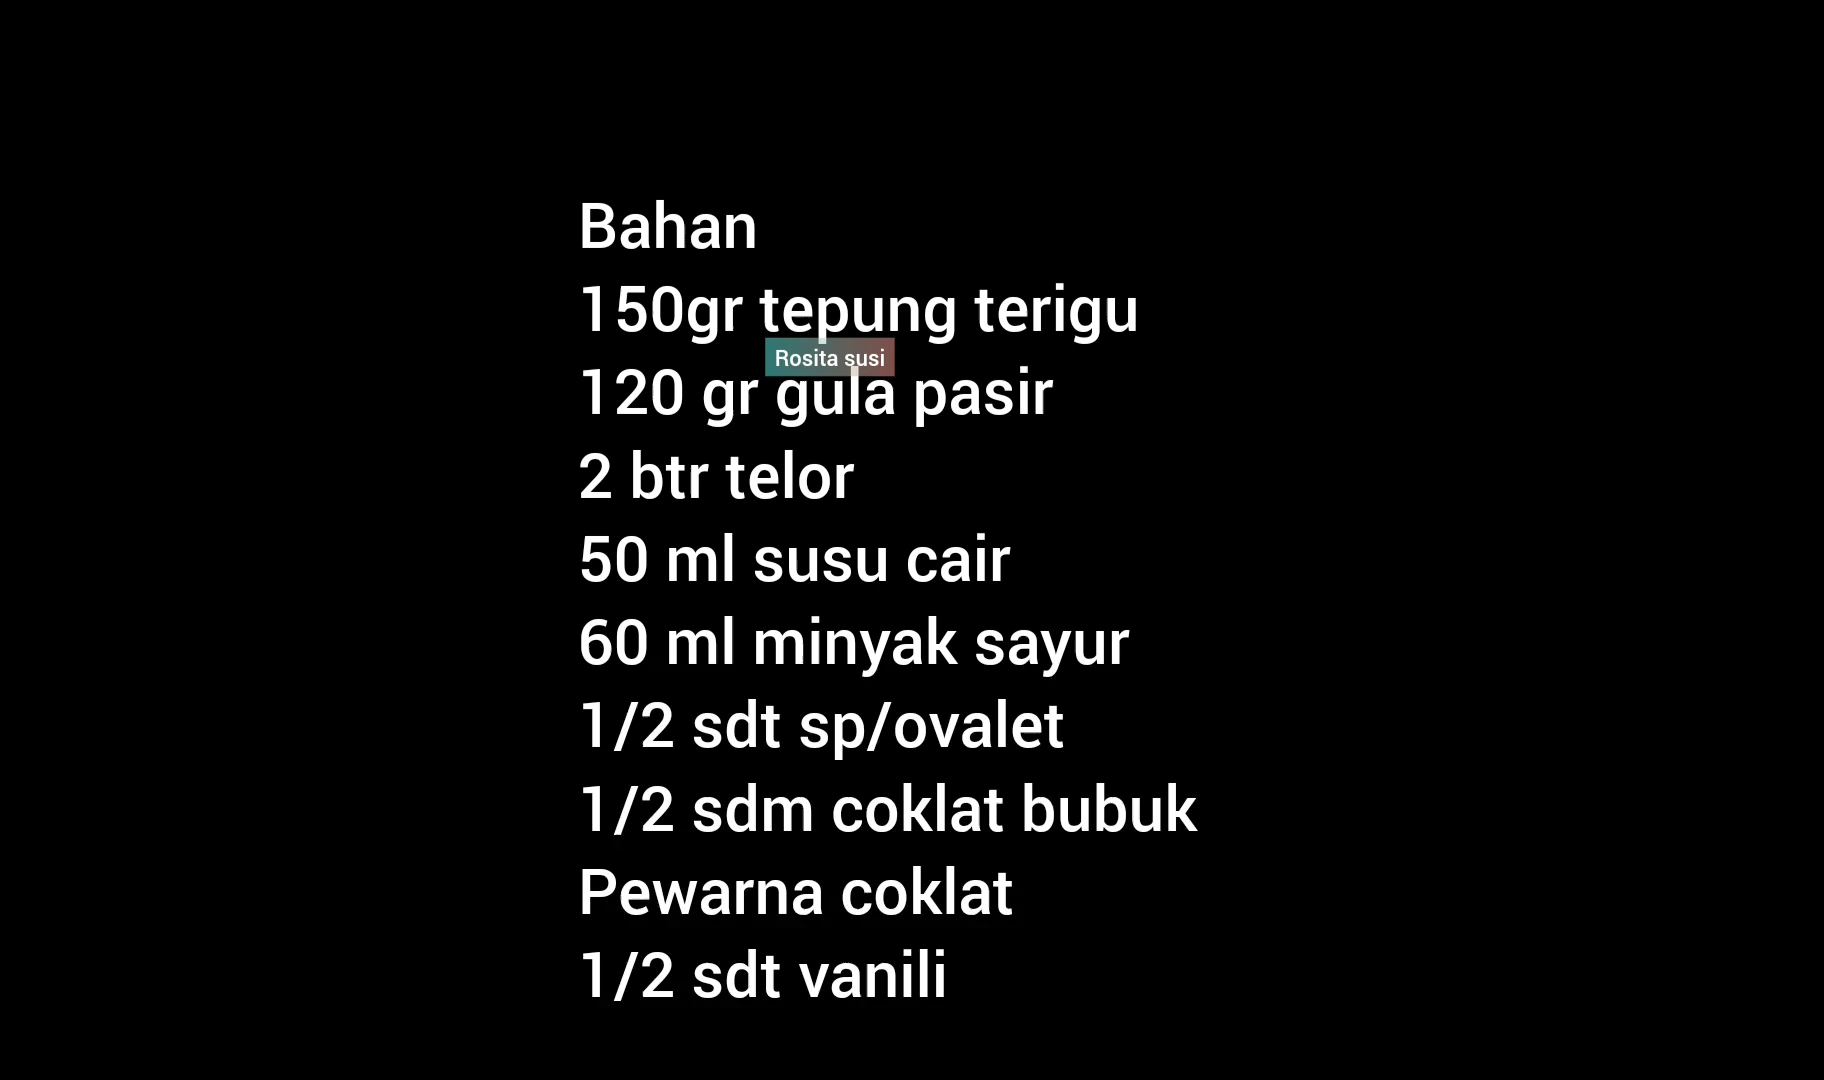 Bahan
150gr tepung terigu
Rosita susi
120 gr gula pasir
2 btr telor
50 ml susu cair
60 ml minyak sayur
1/2 sdt sp/ovalet
1/2 sdm coklat bubuk
Pewarna coklat
1/2 sdt vanili